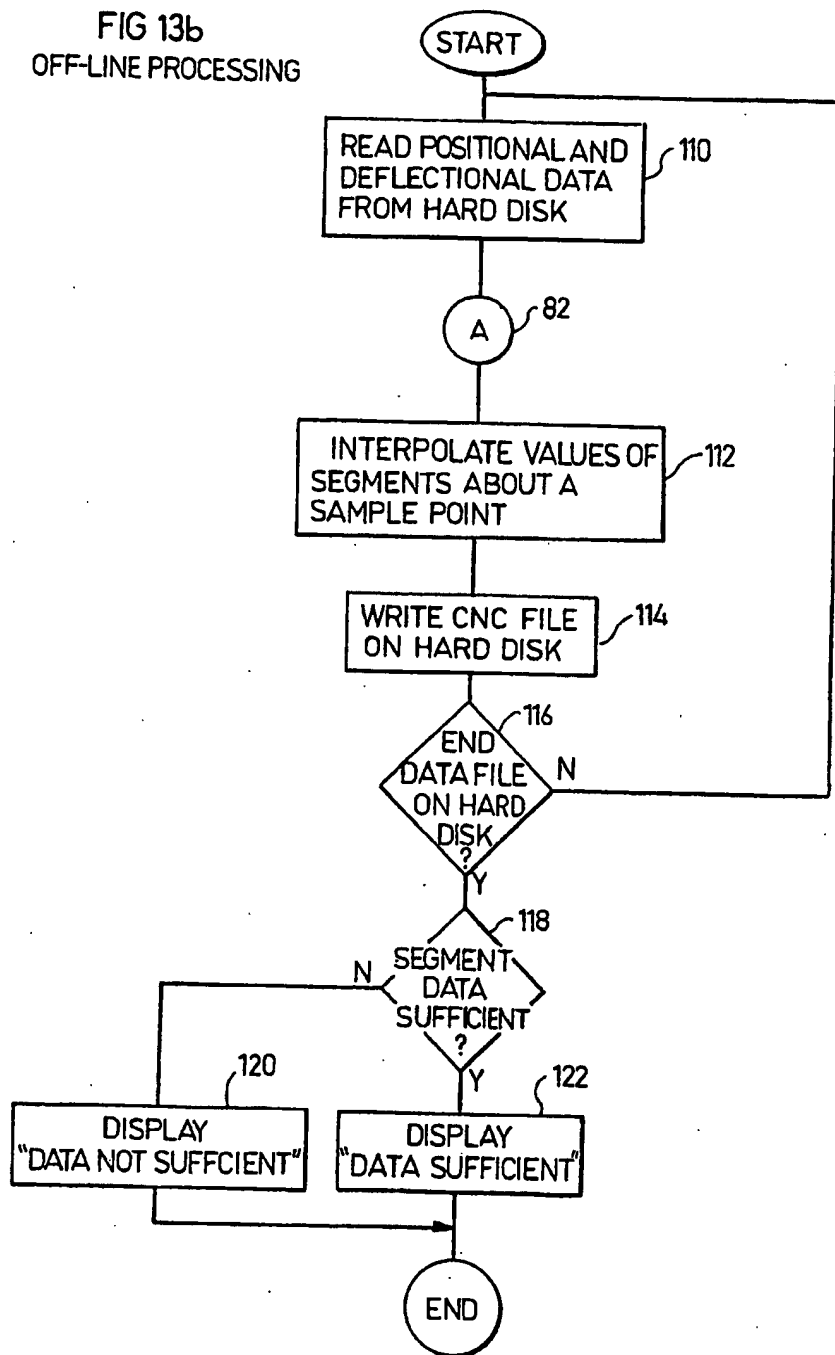 FIG 13b
OFF-LINE PROCESSING
START
READ POSITIONAL AND
DEFLECTIONAL DATA
FROM HARD DISK
110
A
82
INTERPOLATE VALUES OF
SEGMENTS ABOUT A
SAMPLE POINT
112
WRITE CNC FILE
ON HARD DISK
114
116
END
DATA FILE
ON HARD
DISK
?
N
Y
118
SEGMENT
DATA
SUFFICIENT
?
N
Y
120
DISPLAY
"DATA NOT SUFFCIENT"
122
DISPLAY
"DATA SUFFICIENT"
END